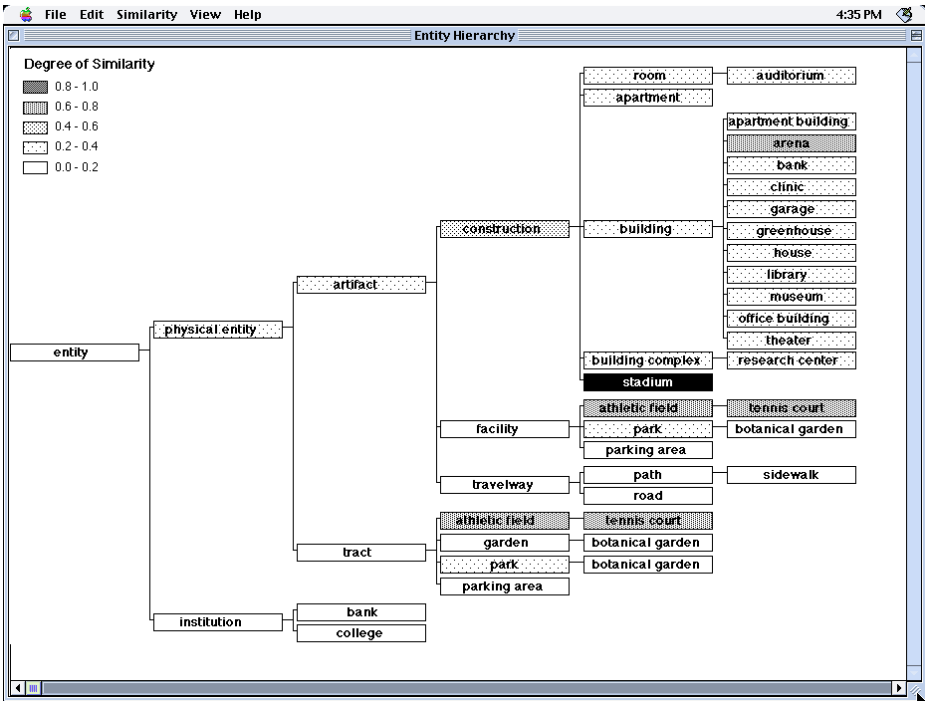 File Edit Similarity View Help 4:35 PM
Entity Hierarchy
Degree of Similarity
0.8 - 1.0
0.6 - 0.8
0.4 - 0.6
0.2 - 0.4
0.0 - 0.2
room auditorium
apartment
apartment building
arena
bank
clinic
garage
construction building greenhouse
house
library
artifact
museum
office building
physical entity
theater
entity
building complex research center
stadium
athletic field tennis court
facility park botanical garden
parking area
path sidewalk
travelway
road
athletic field tennis court
garden botanical garden
tract
park botanical garden
parking area
bank
institution
college